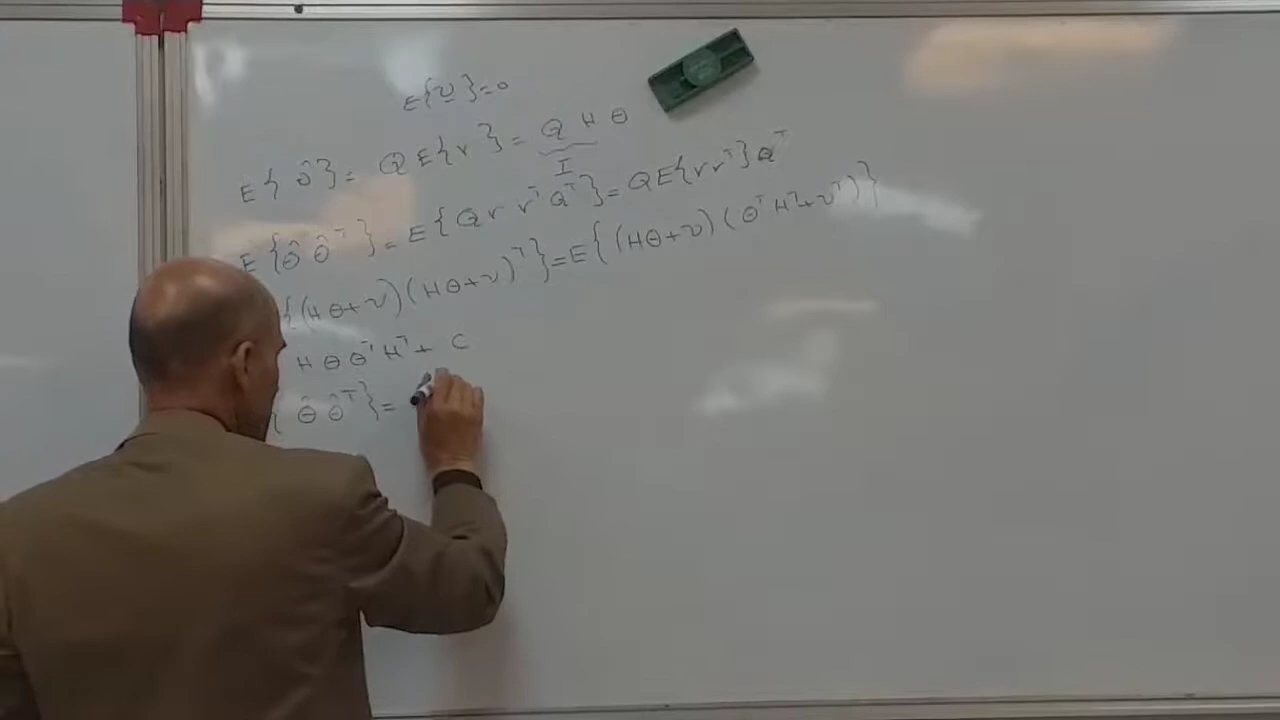 E{v}=0
E{θ̂}= Q E{r}= Q H θ
I
E{θ̂ θ̂ᵀ}= E{Q r rᵀ Qᵀ}= Q E{r rᵀ} Qᵀ
{(Hθ+v)(Hθ+v)ᵀ}=E{(Hθ+v)(θᵀHᵀ+vᵀ)}
H θ θᵀ Hᵀ + C
{θ̂ θ̂ᵀ}=